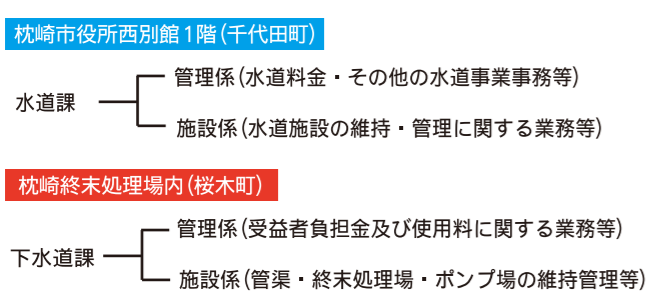 枕崎市役所西別館1階(千代田町)
管理係(水道料金・その他の水道事業事務等)
水道課
施設係(水道施設の維持・管理に関する業務等)
枕崎終末処理場内(桜木町)
管理係(受益者負担金及び使用料に関する業務等)
下水道課
施設係(管渠・終末処理場・ポンプ場の維持管理等)